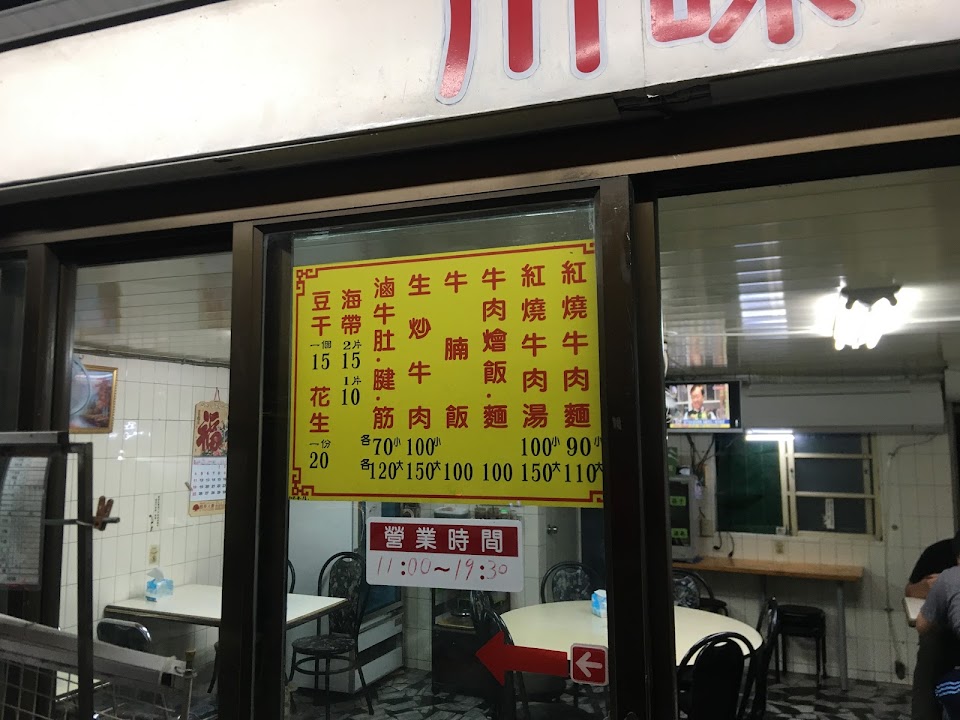 川味
紅燒牛肉麵 90小 110大
紅燒牛肉湯 100小 150大
牛肉燴飯·麵 100
牛腩飯 100
生炒牛肉 100小 150大
滷牛肚·腱·筋 各70小 各120大
海帶 2片15 1片10
豆干 一個15 花生 一份20
營業時間
11:00~19:30
福